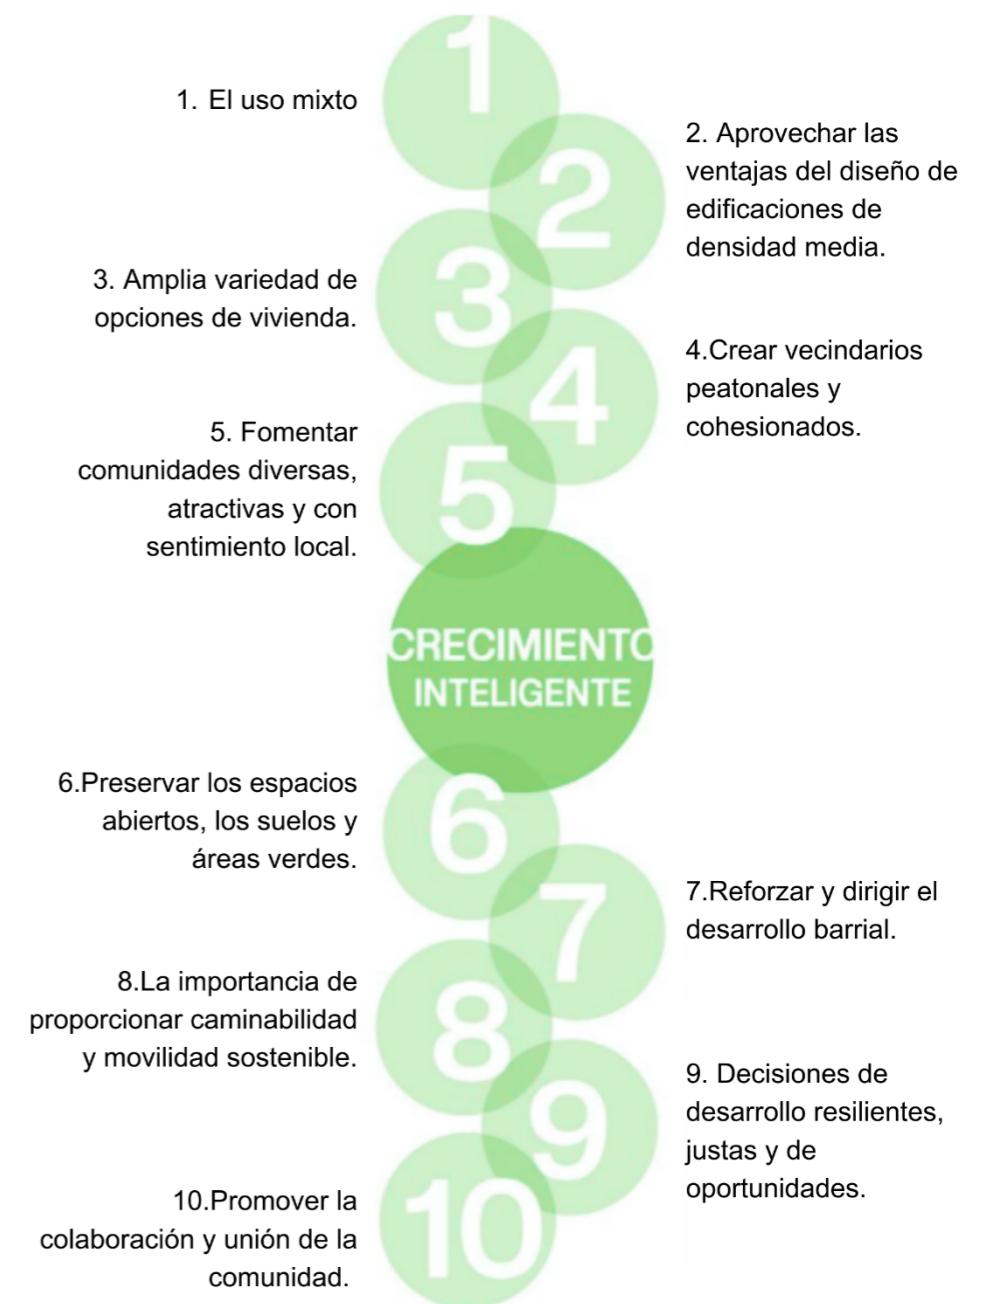 1
1. El uso mixto
2
2. Aprovechar las
ventajas del diseño de
edificaciones de
densidad media.
3
3. Amplia variedad de
opciones de vivienda.
4
4.Crear vecindarios
peatonales y
cohesionados.
5
5. Fomentar
comunidades diversas,
atractivas y con
sentimiento local.
CRECIMIENTO
INTELIGENTE
6
6.Preservar los espacios
abiertos, los suelos y
áreas verdes.
7
7.Reforzar y dirigir el
desarrollo barrial.
8
8.La importancia de
proporcionar caminabilidad
y movilidad sostenible.
9
9. Decisiones de
desarrollo resilientes,
justas y de
oportunidades.
10
10.Promover la
colaboración y unión de la
comunidad.